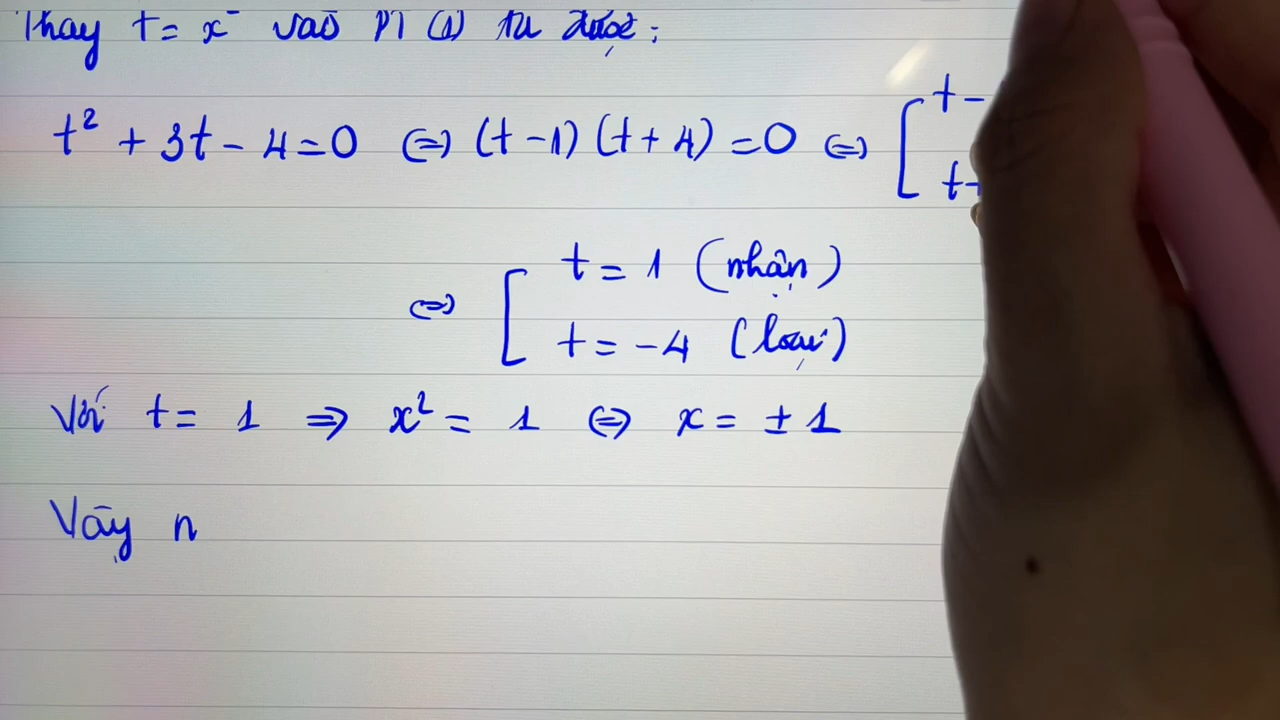 Thay t = x² vào PT (1) ta được:
t² + 3t - 4 = 0 ⇔ (t - 1) (t + 4) = 0 ⇔ [ t -
t +
⇔ [ t = 1 (nhận)
t = -4 (loại)
Với t = 1 ⇒ x² = 1 ⇔ x = ± 1
Vậy n